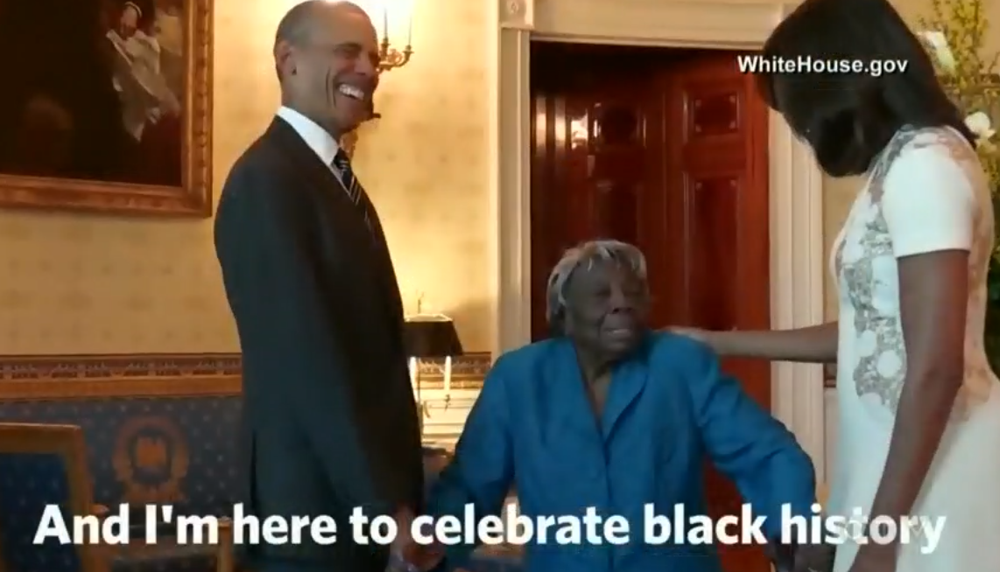 WhiteHouse.gov
And I'm here to celebrate black history